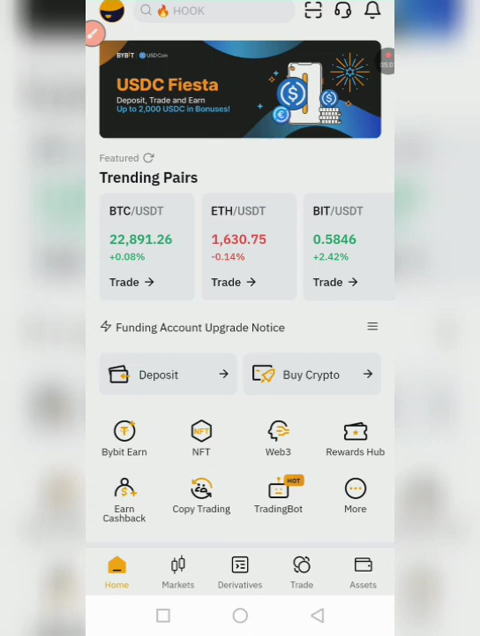 HOOK
BYBIT | USD Coin
USDC Fiesta
Deposit, Trade and Earn
Up to 2,000 USDC in Bonuses!
Featured
Trending Pairs
BTC/USDT
ETH/USDT
BIT/USDT
22,891.26
1,630.75
0.5846
+0.08%
-0.14%
+2.42%
Trade
Trade
Trade
Funding Account Upgrade Notice
Deposit
Buy Crypto
NFT
Bybit Earn
NFT
Web3
Rewards Hub
HOT
Earn
Cashback
Copy Trading
TradingBot
More
Home
Markets
Derivatives
Trade
Assets